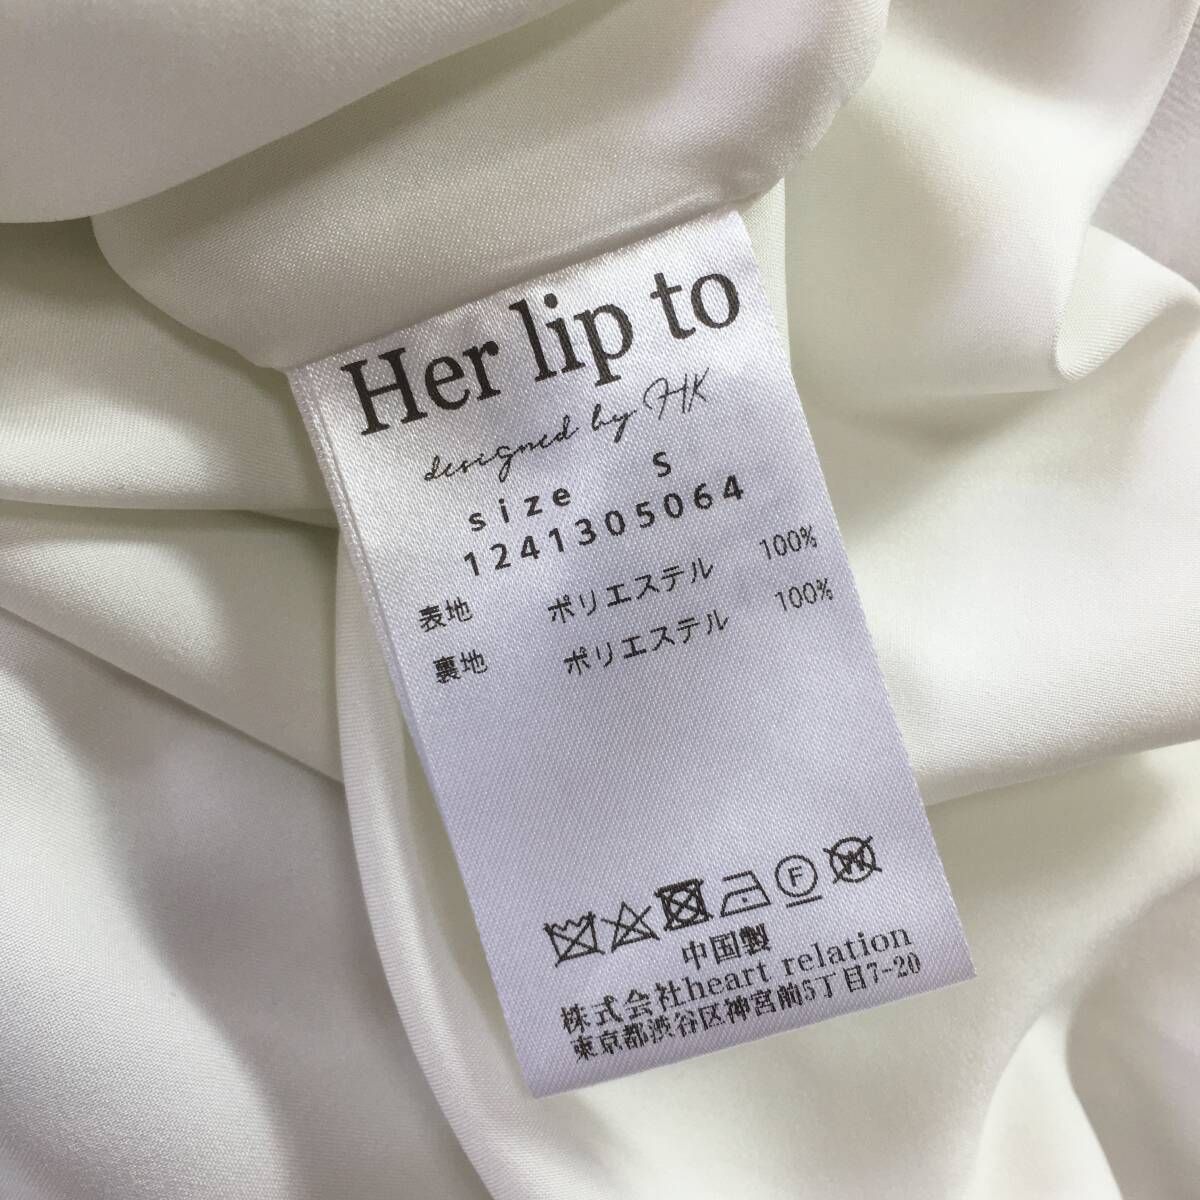 Her lip to
designed by HK
size S
1241305064
表地 ポリエステル 100%
裏地 ポリエステル 100%
F
W
中国製
株式会社heart relation
東京都渋谷区神宮前5丁目7-20